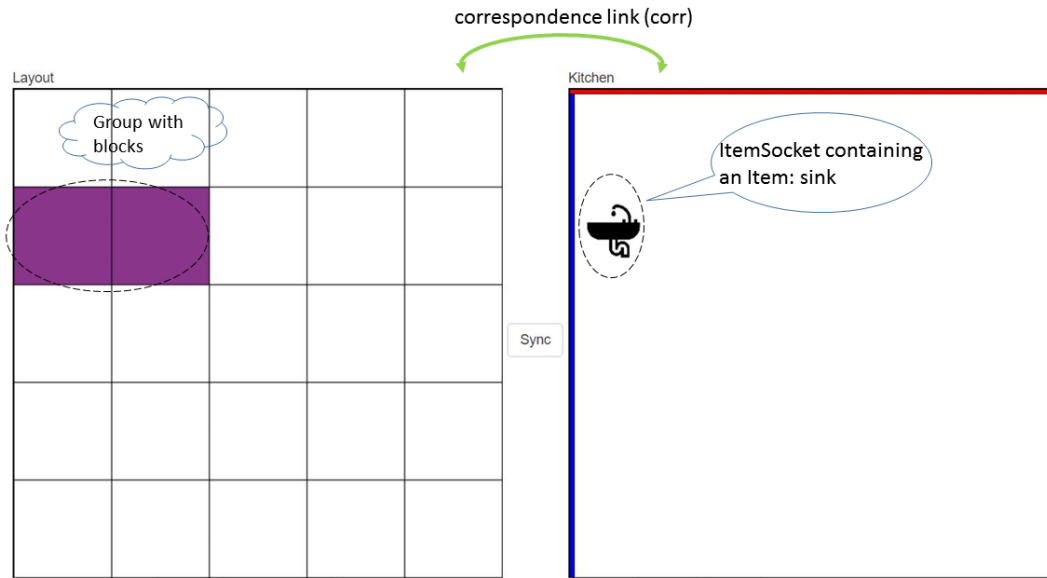 correspondence link (corr)
Layout
Kitchen
Group with
blocks
ItemSocket containing
an Item: sink
Sync